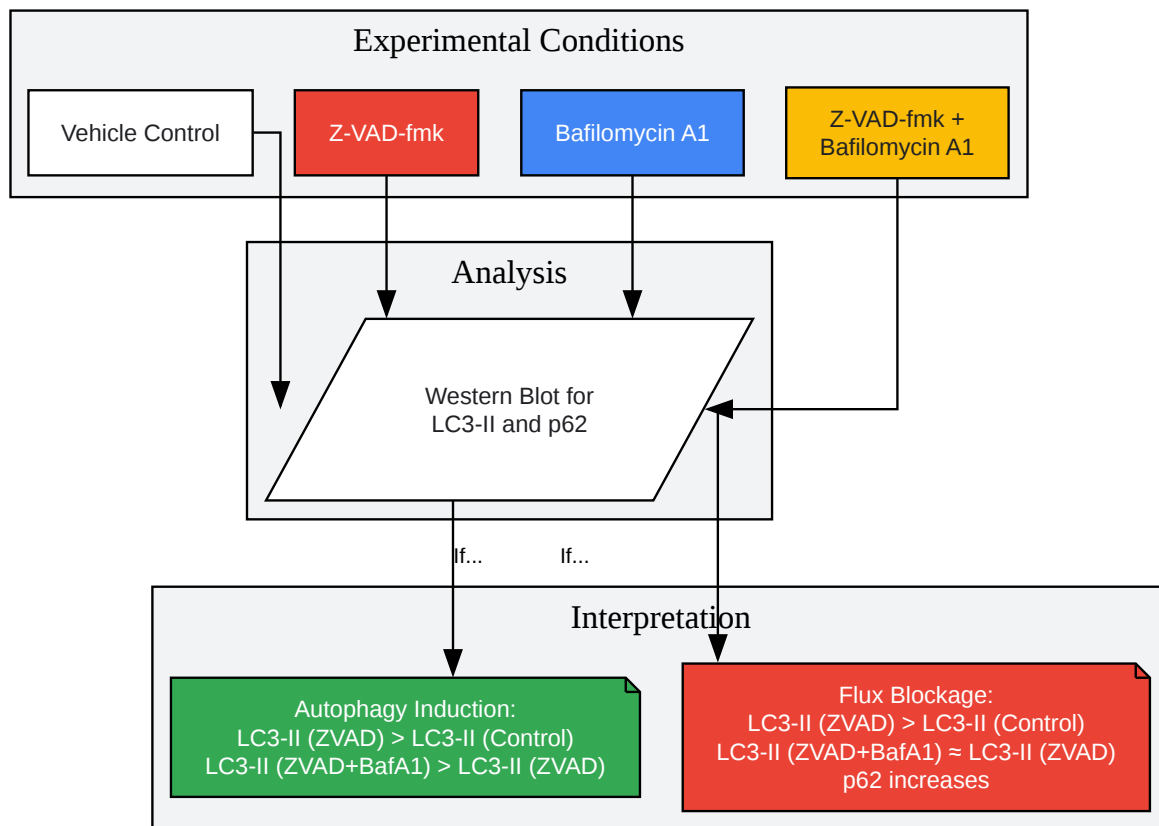 Experimental Conditions
Vehicle Control
Z-VAD-fmk
Bafilomycin A1
Z-VAD-fmk +
Bafilomycin A1
Analysis
Western Blot for
LC3-II and p62
If...
If...
Interpretation
Autophagy Induction:
LC3-II (ZVAD) > LC3-II (Control)
LC3-II (ZVAD+BafA1) > LC3-II (ZVAD)
Flux Blockage:
LC3-II (ZVAD) > LC3-II (Control)
LC3-II (ZVAD+BafA1) ≈ LC3-II (ZVAD)
p62 increases